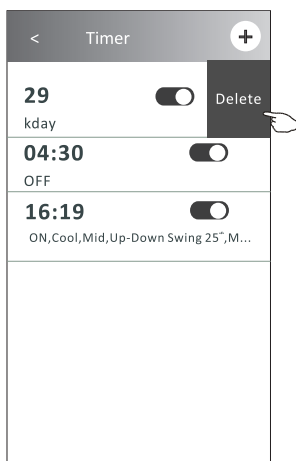 < Timer +
29
Delete
kday
04:30
OFF
16:19
ON,Cool,Mid,Up-Down Swing 25°,M...